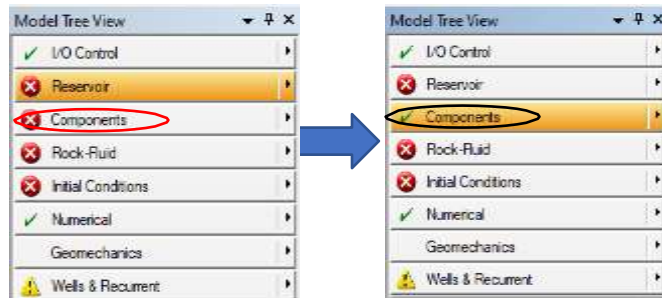 Model Tree View
I/O Control
Reservoir
Components
Rock-Fluid
Initial Conditions
Numerical
Geomechanics
Wells & Recurrent
Model Tree View
I/O Control
Reservoir
Components
Rock-Fluid
Initial Conditions
Numerical
Geomechanics
Wells & Recurrent